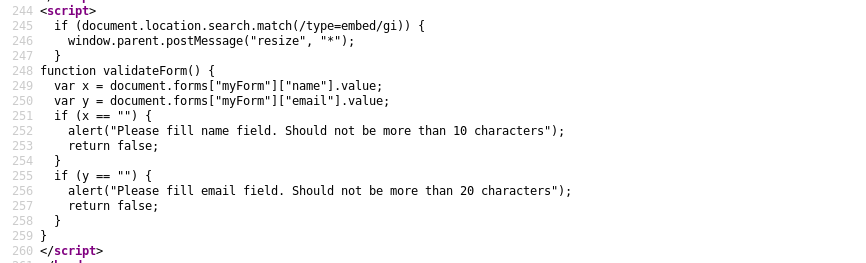 244 <script>
245   if (document.location.search.match(/type=embed/gi)) {
246     window.parent.postMessage("resize", "*");
247   }
248 function validateForm() {
249   var x = document.forms["myForm"]["name"].value;
250   var y = document.forms["myForm"]["email"].value;
251   if (x == "") {
252     alert("Please fill name field. Should not be more than 10 characters");
253     return false;
254   }
255   if (y == "") {
256     alert("Please fill email field. Should not be more than 20 characters");
257     return false;
258   }
259 }
260 </script>